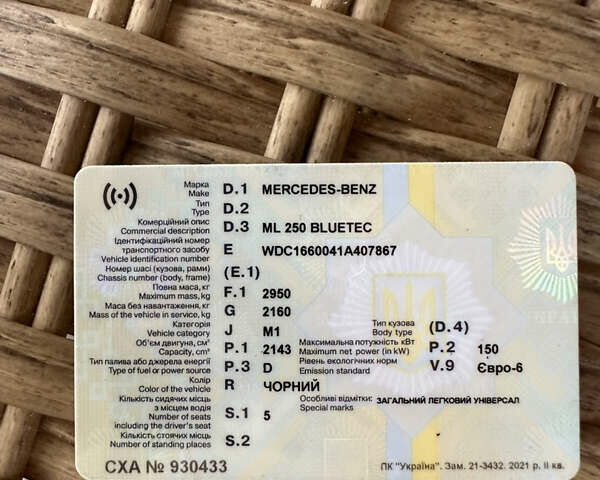 Марка D.1 MERCEDES-BENZ
Make
Тип D.2
Type
Комерційний опис D.3 ML 250 BLUETEC
Commercial description
Ідентифікаційний номер
транспортного засобу E WDC1660041A407867
Vehicle identification number
Номер шасі (кузова, рами) (E.1)
Chassis number (body, frame)
Повна маса, кг F.1 2950
Maximum mass, kg
Маса без навантаження, кг G 2160
Mass of the vehicle in service, kg
Категорія J M1 Тип кузова (D.4)
Vehicle category Body type
Об'єм двигуна, см³ P.1 2143 Максимальна потужність кВт P.2 150
Capacity, cm³ Maximum net power (in kW)
Тип палива або джерела енергії P.3 D Рівень екологічних норм V.9 Євро-6
Type of fuel or power source Emission standard
Колір R ЧОРНИЙ Особливі відмітки: ЗАГАЛЬНИЙ ЛЕГКОВИЙ УНІВЕРСАЛ
Color of the vehicle Special marks
Кількість сидячих місць
з місцем водія S.1 5
Number of seats
including the driver's seat
Кількість стоячих місць S.2
Number of standing places
СХА № 930433 ПК "Україна". Зам. 21-3432. 2021 р. II кв.